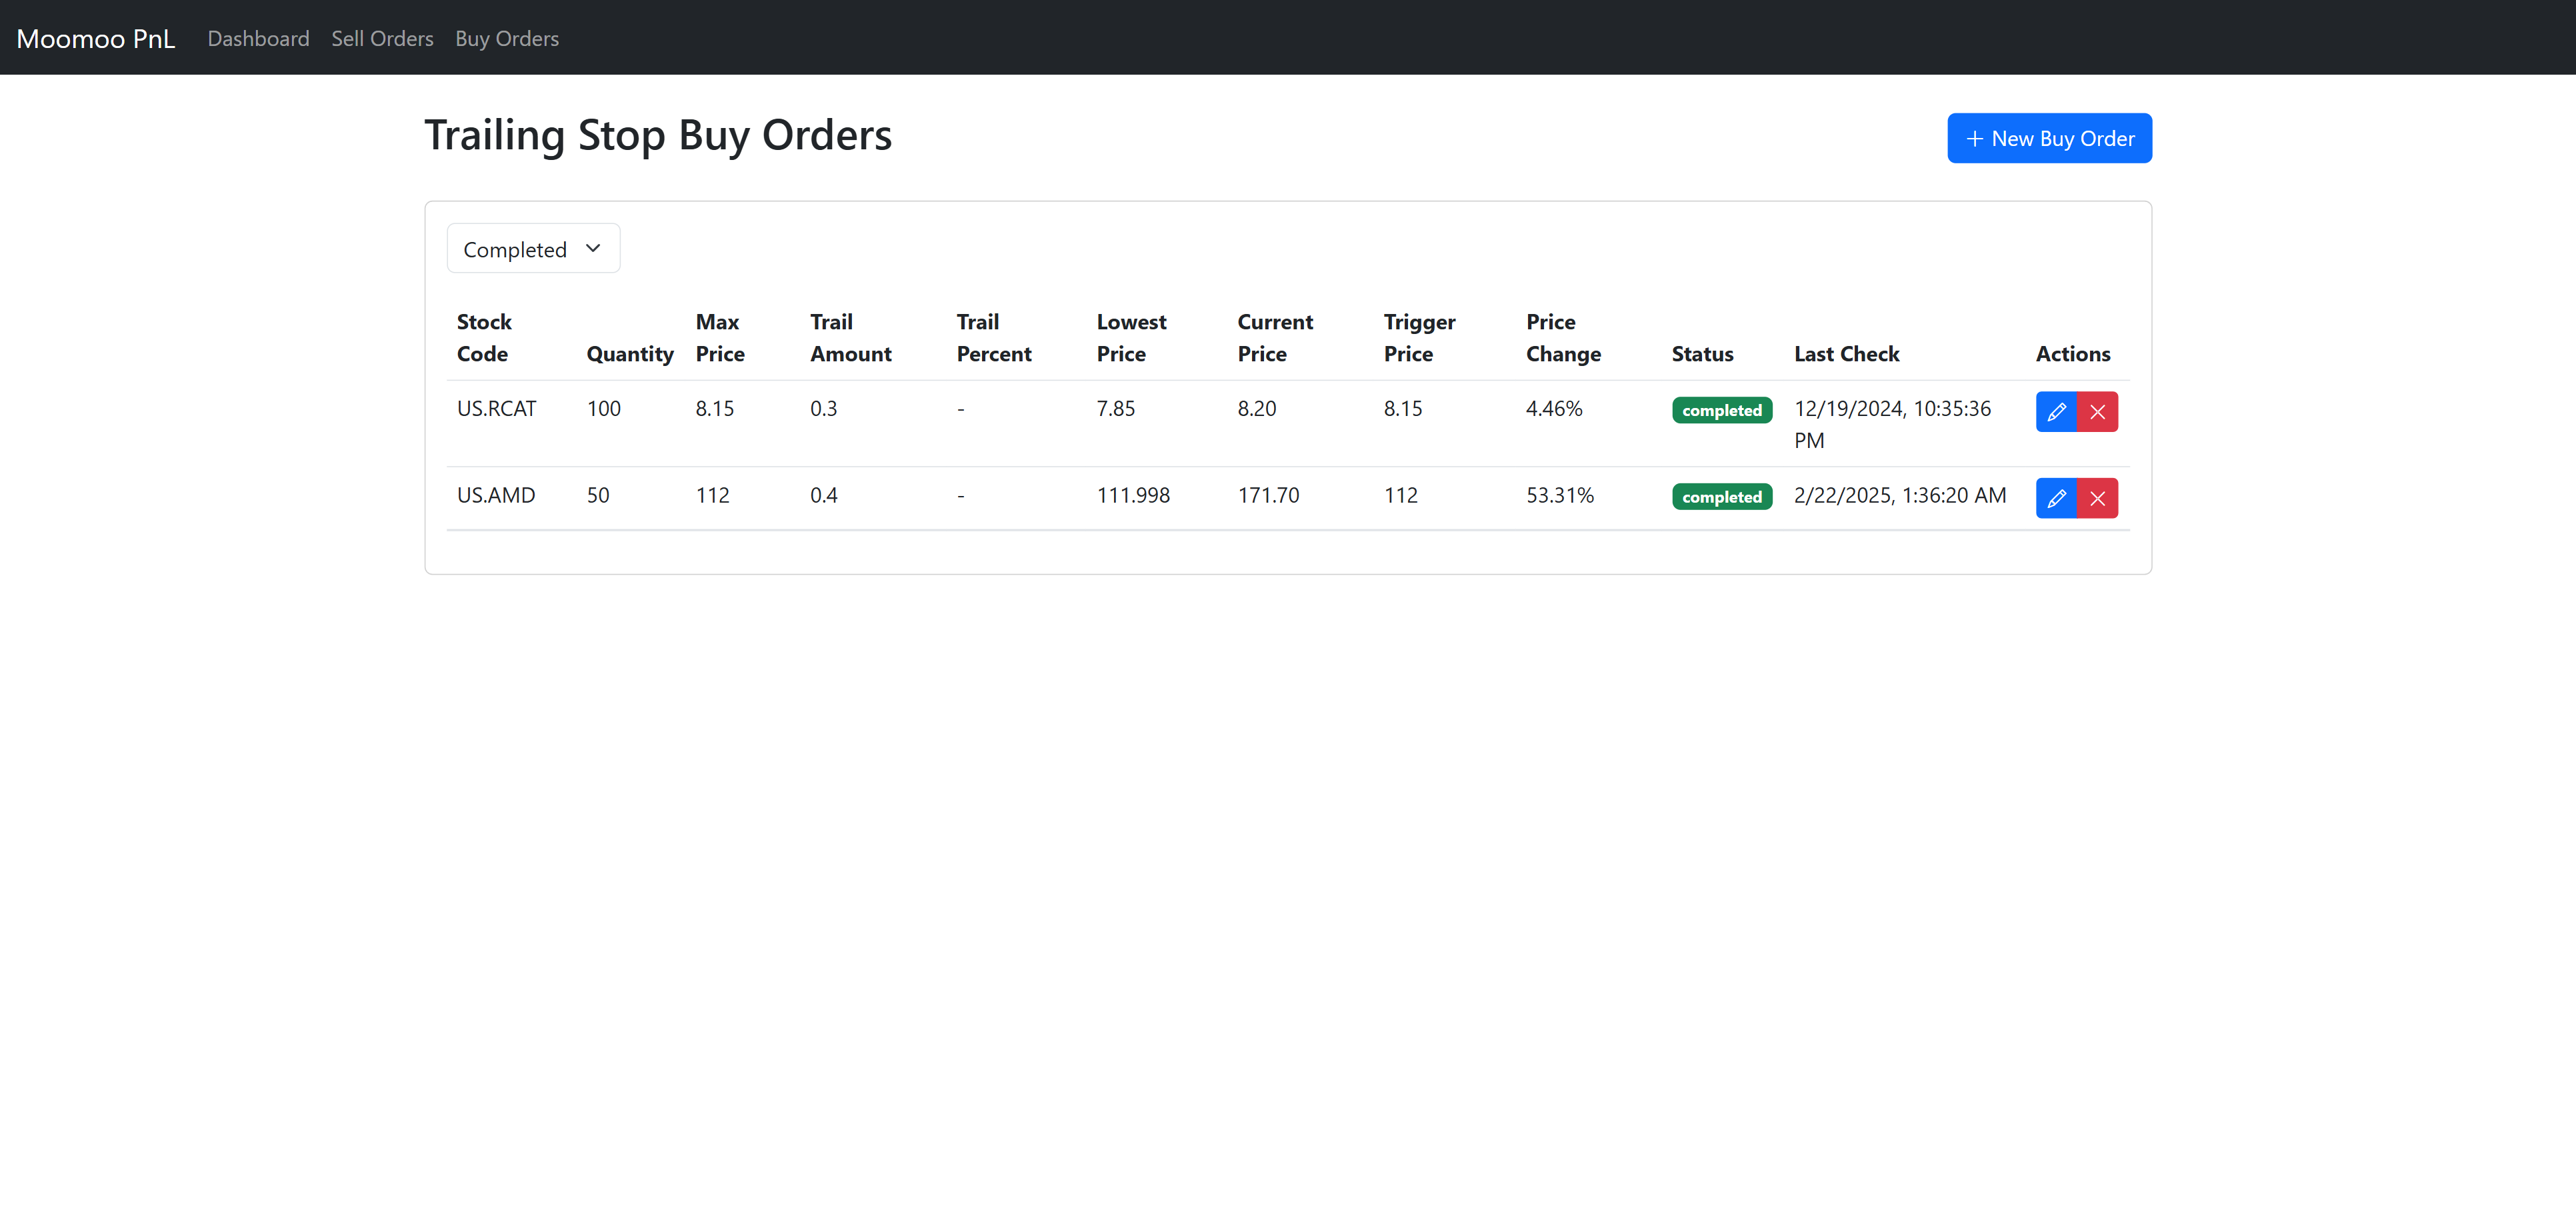 Moomoo PnL Dashboard Sell Orders Buy Orders
Trailing Stop Buy Orders
+ New Buy Order
Completed
Stock Code Quantity Max Price Trail Amount Trail Percent Lowest Price Current Price Trigger Price Price Change Status Last Check Actions
US.RCAT 100 8.15 0.3 - 7.85 8.20 8.15 4.46% completed 12/19/2024, 10:35:36 PM
US.AMD 50 112 0.4 - 111.998 171.70 112 53.31% completed 2/22/2025, 1:36:20 AM